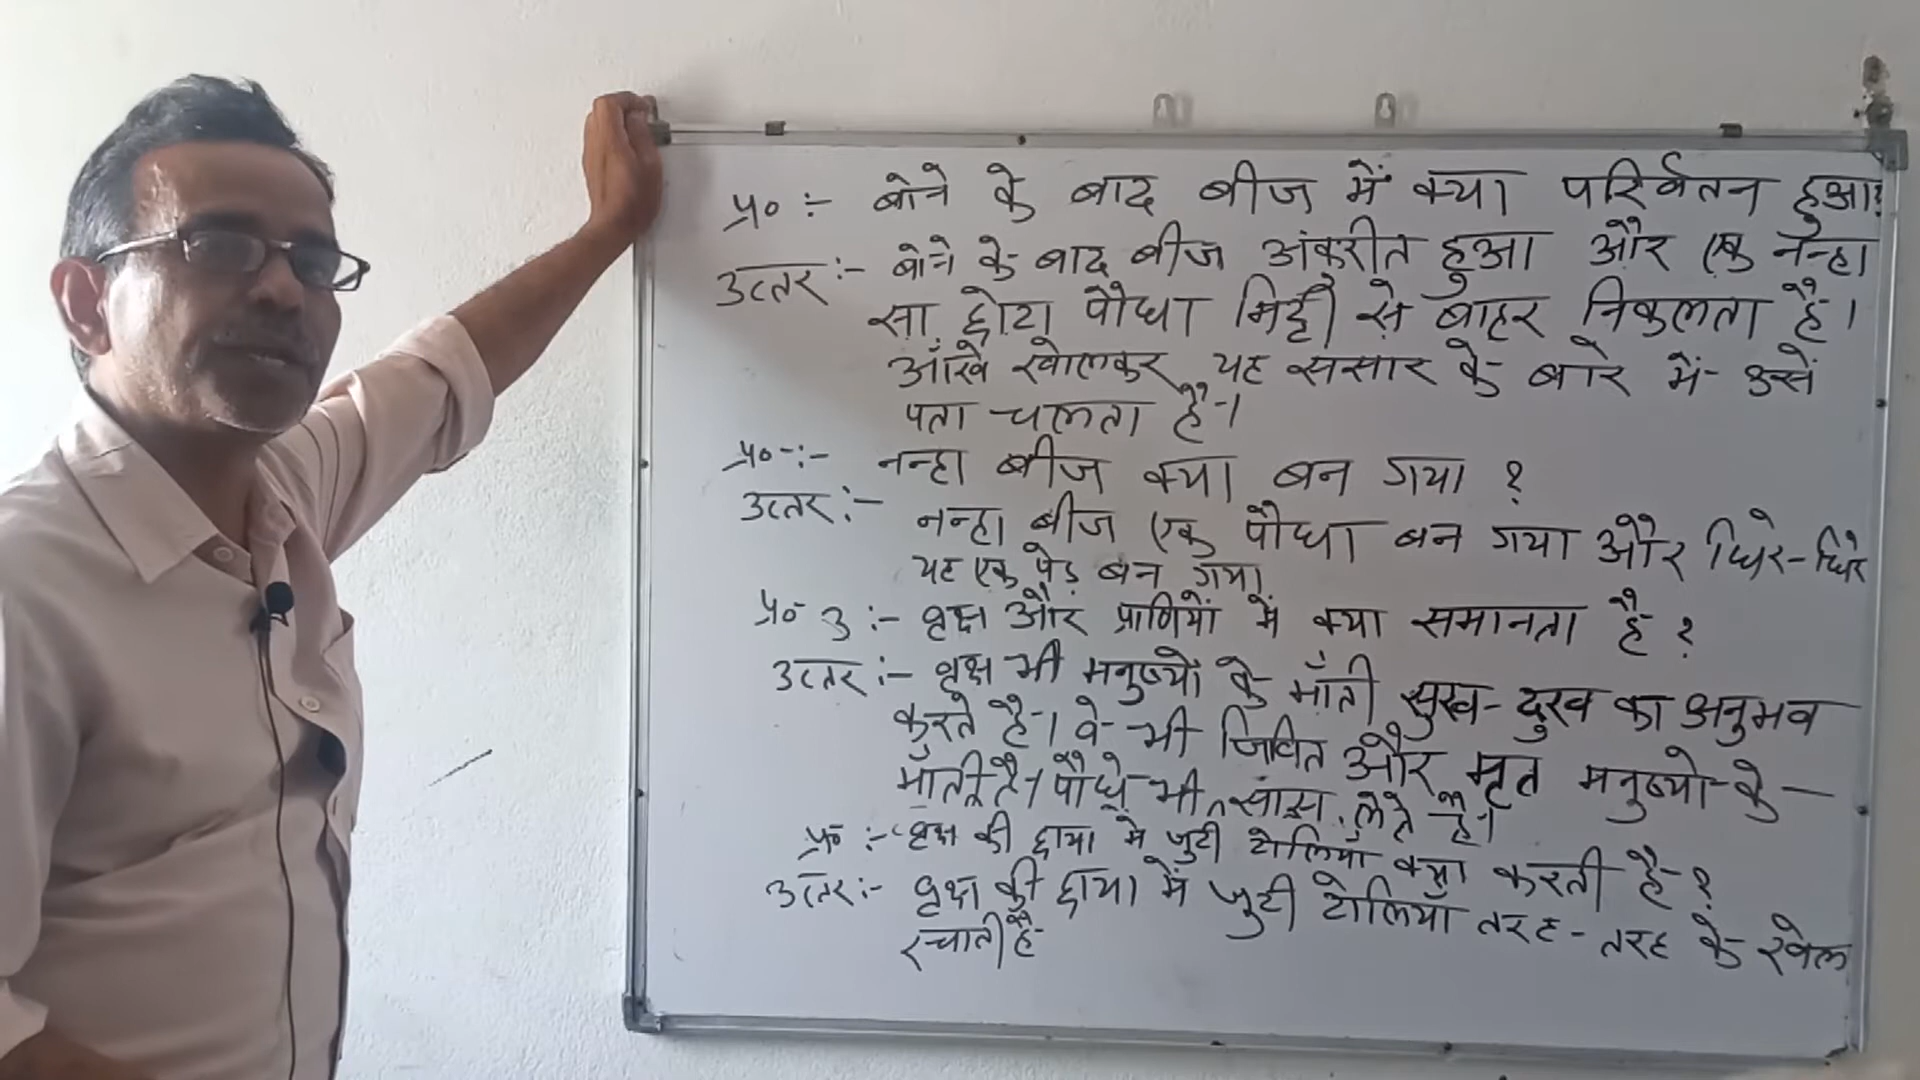 प्र० :- बोने के बाद बीज में क्या परिर्वतन हुआ?
उत्तर :- बोने के बाद बीज अंकुरीत हुआ और एक नन्हा
सा छोटा पौधा मिट्टी से बाहर निकलता है।
आँखे खोलकर यह संसार के बारे में उसे
पता चलता है।
प्र० :- नन्हा बीज क्या बन गया ?
उत्तर :- नन्हा बीज एक पौधा बन गया और धिरे-धिरे
यह एक पेड़ बन गया
प्र० 3 :- वृक्ष और प्राणियों में क्या समानता है ?
उत्तर :- वृक्ष भी मनुष्यो के भाँती सुख-दुख का अनुभव
करते है। वे भी जिवित और मृत मनुष्यो के
भाँती है। पौधे भी सांस लेते है।
प्र० :- वृक्ष की छाया मे जुटी टोलियाँ क्या करती है ?
उत्तर :- वृक्ष की छाया में जुटी टोलियाँ तरह-तरह के खेल
रचाती है